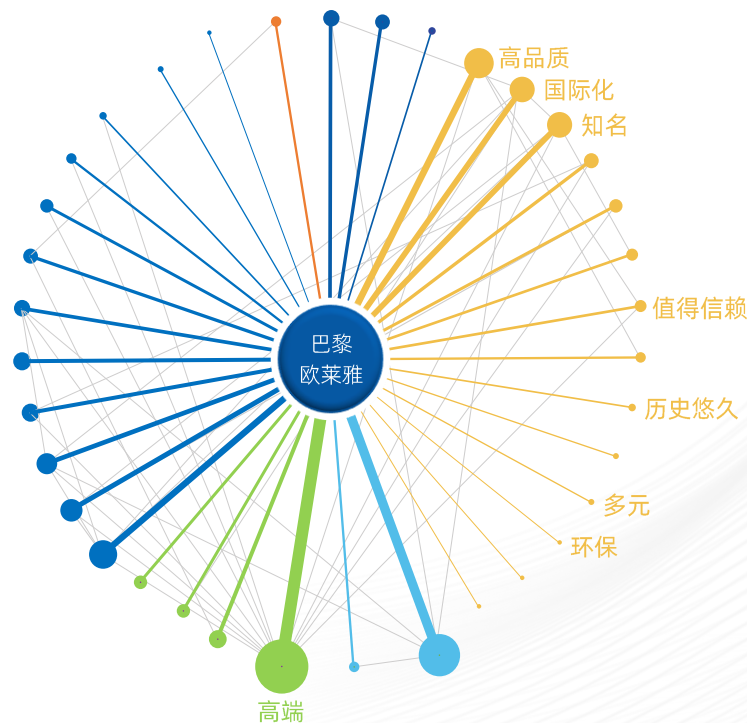 高品质
国际化
知名
值得信赖
巴黎
欧莱雅
历史悠久
多元
环保
高端